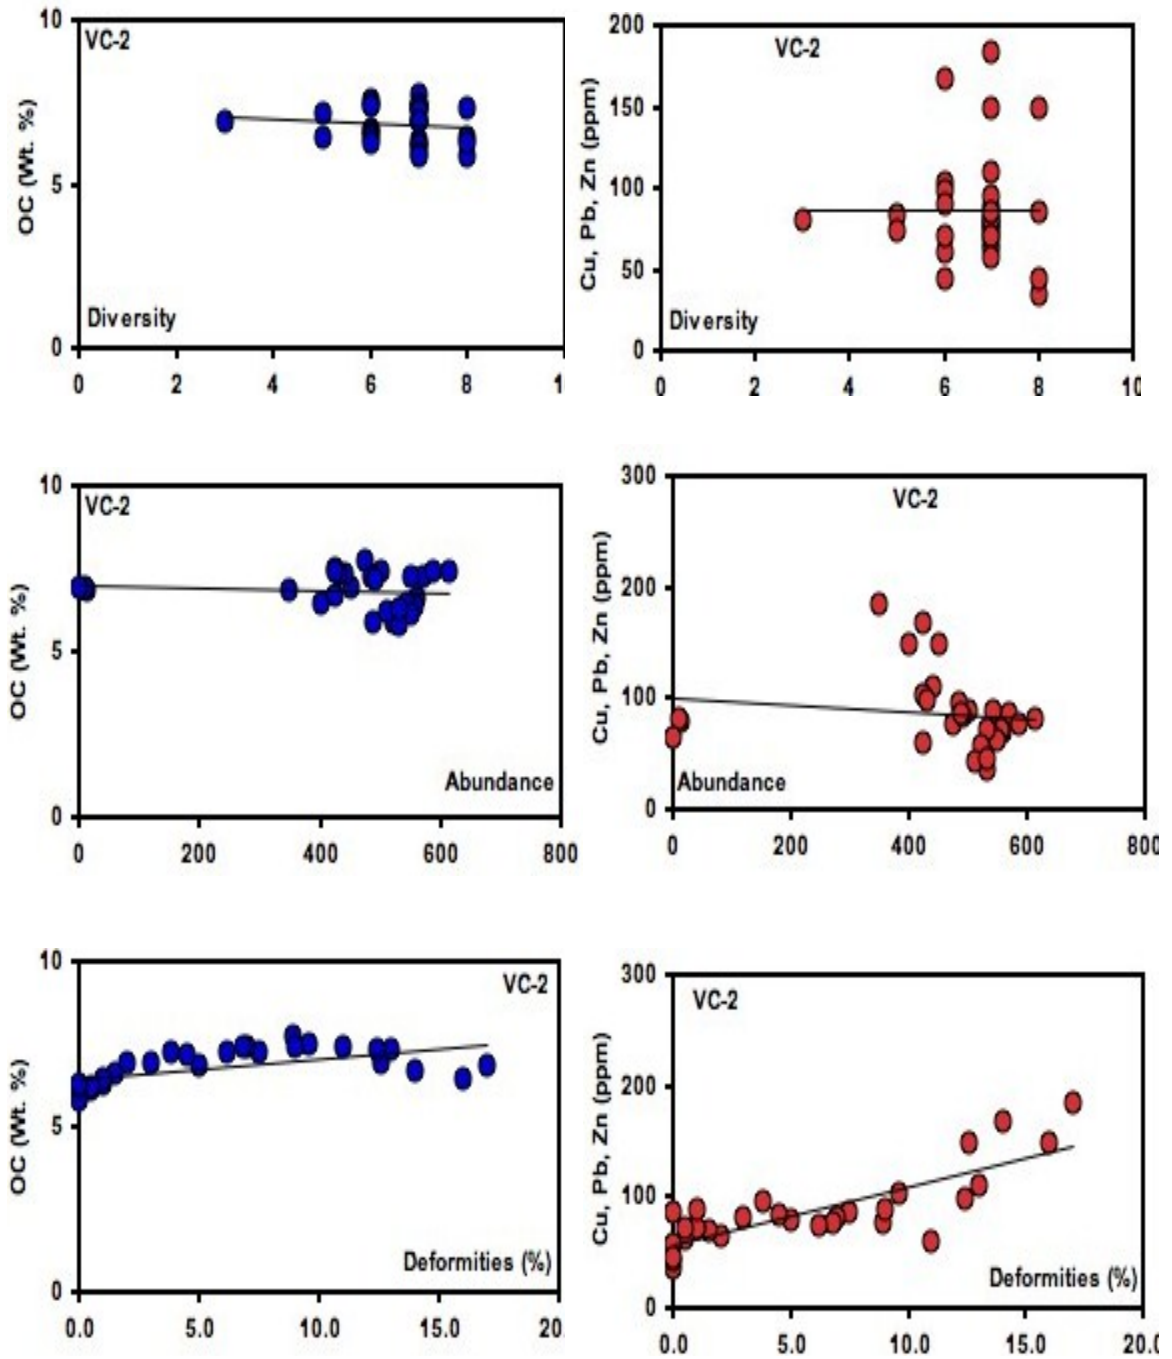 10
VC-2
OC (Wt. %)
5
Diversity
0
0 2 4 6 8 1
200
VC-2
150
Cu, Pb, Zn (ppm)
100
50
Diversity
0
0 2 4 6 8 10
10
VC-2
OC (Wt. %)
5
Abundance
0
0 200 400 600 800
300
VC-2
200
Cu, Pb, Zn (ppm)
100
Abundance
0
0 200 400 600 800
10
VC-2
OC (Wt. %)
5
Deformities (%)
0
0.0 5.0 10.0 15.0 20.
300
VC-2
200
Cu, Pb, Zn (ppm)
100
Deformities (%)
0
0.0 5.0 10.0 15.0 20.0